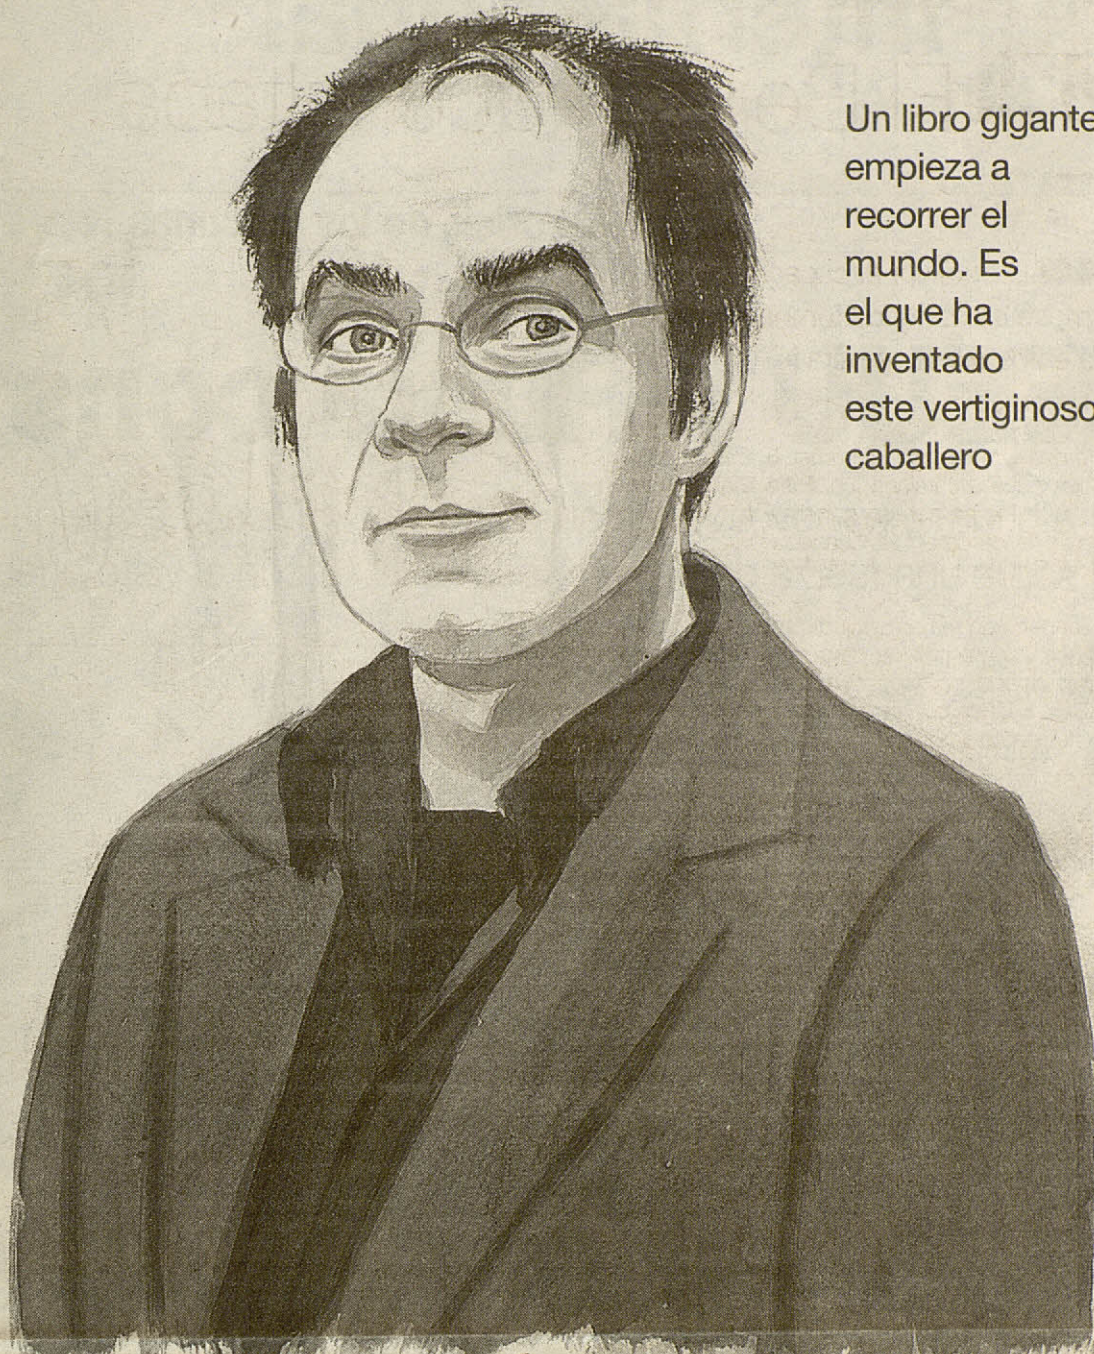 Un libro gigante
empieza a
recorrer el
mundo. Es
el que ha
inventado
este vertiginoso
caballero